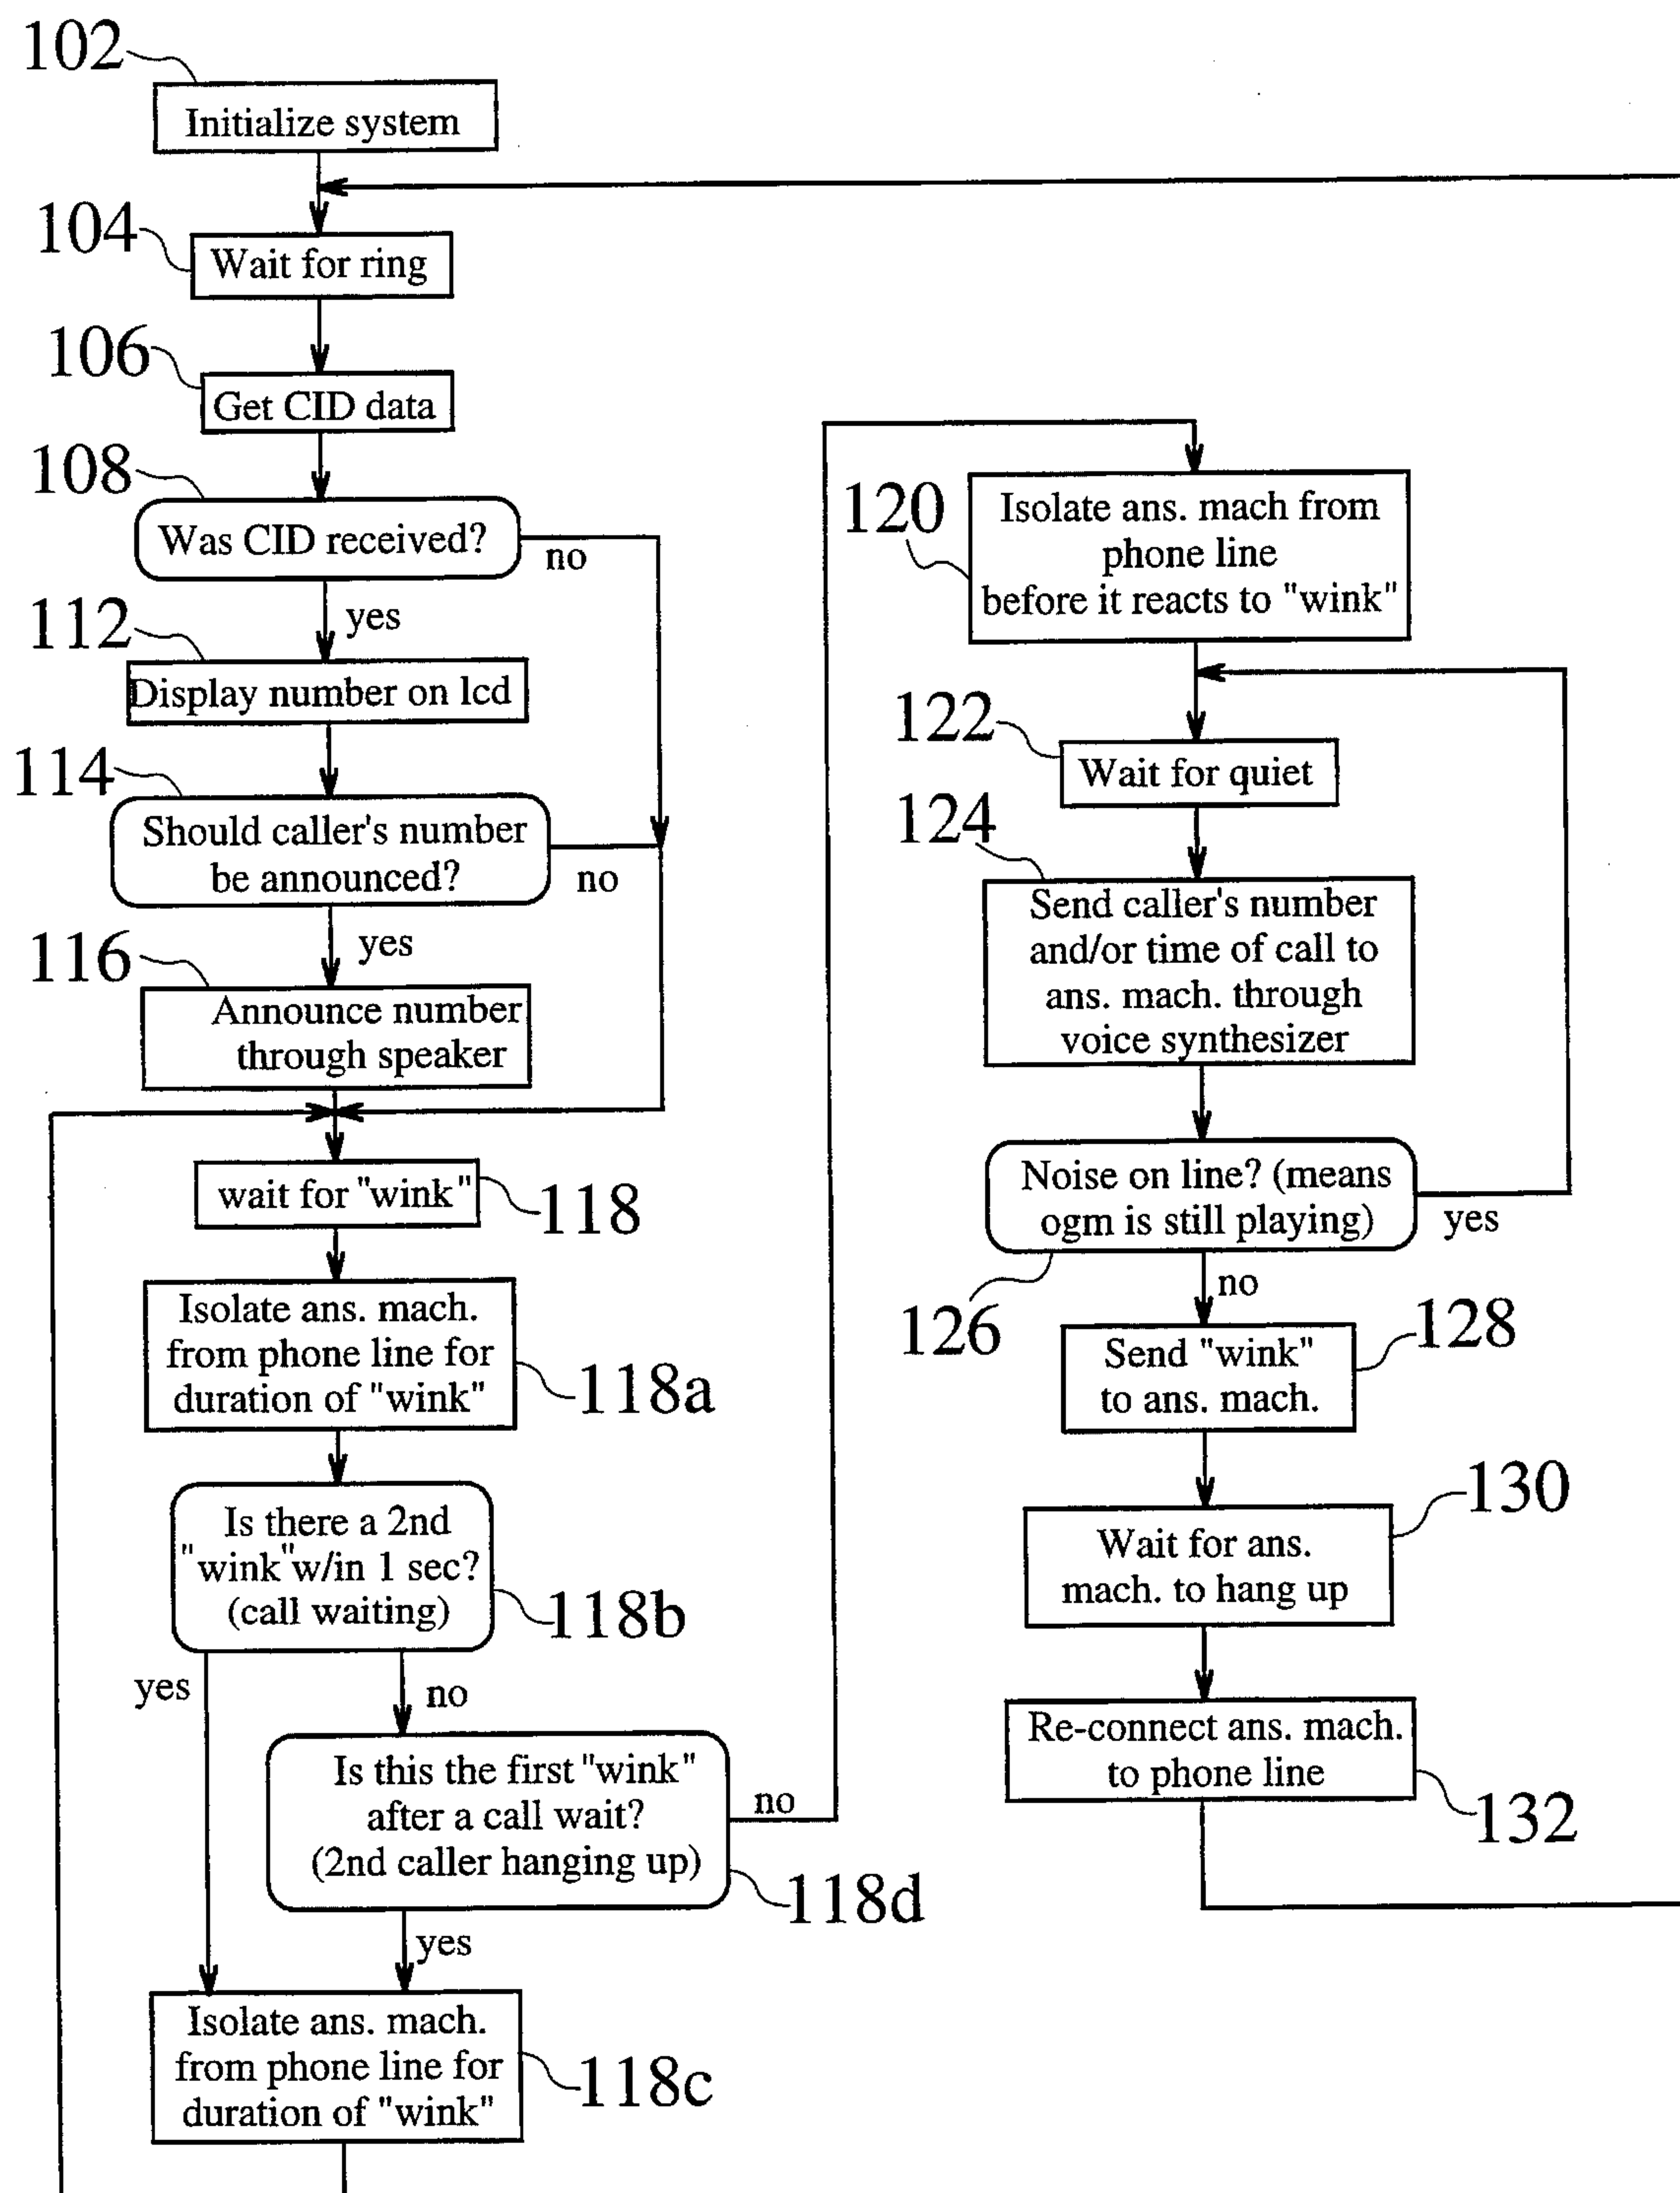 102
Initialize system
104
Wait for ring
106
Get CID data
108
Was CID received?
no
yes
112
Display number on lcd
114
Should caller's number
be announced?
no
yes
116
Announce number
through speaker
wait for "wink"
118
Isolate ans. mach.
from phone line for
duration of "wink"
118a
Is there a 2nd
"wink" w/in 1 sec?
(call waiting)
118b
yes
no
Is this the first "wink"
after a call wait?
(2nd caller hanging up)
no
118d
yes
Isolate ans. mach.
from phone line for
duration of "wink"
118c
120
Isolate ans. mach from
phone line
before it reacts to "wink"
122
Wait for quiet
124
Send caller's number
and/or time of call to
ans. mach. through
voice synthesizer
Noise on line? (means
ogm is still playing)
yes
126
no
128
Send "wink"
to ans. mach.
130
Wait for ans.
mach. to hang up
Re-connect ans. mach.
to phone line
132